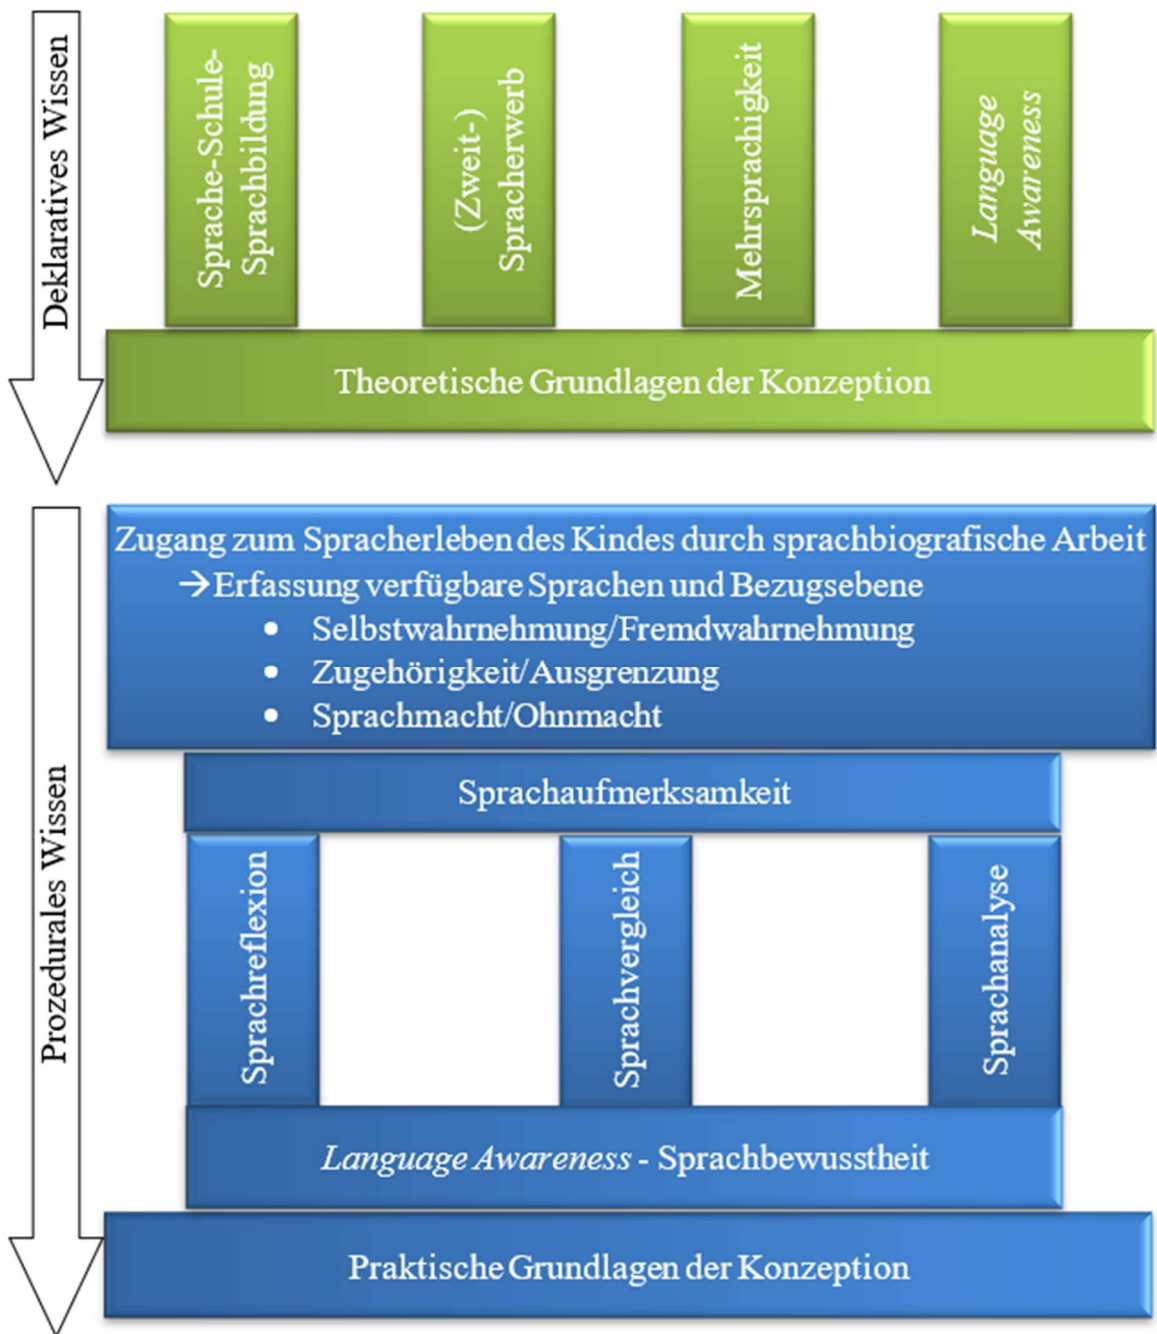 Deklaratives Wissen
Sprache-Schule-
Sprachbildung
(Zweit-)
Spracherwerb
Mehrsprachigkeit
Language
Awareness
Theoretische Grundlagen der Konzeption
Prozedurales Wissen
Zugang zum Spracherleben des Kindes durch sprachbiografische Arbeit
→Erfassung verfügbare Sprachen und Bezugsebene
• Selbstwahrnehmung/Fremdwahrnehmung
• Zugehörigkeit/Ausgrenzung
• Sprachmacht/Ohnmacht
Sprachaufmerksamkeit
Sprachreflexion
Sprachvergleich
Sprachanalyse
Language Awareness - Sprachbewusstheit
Praktische Grundlagen der Konzeption